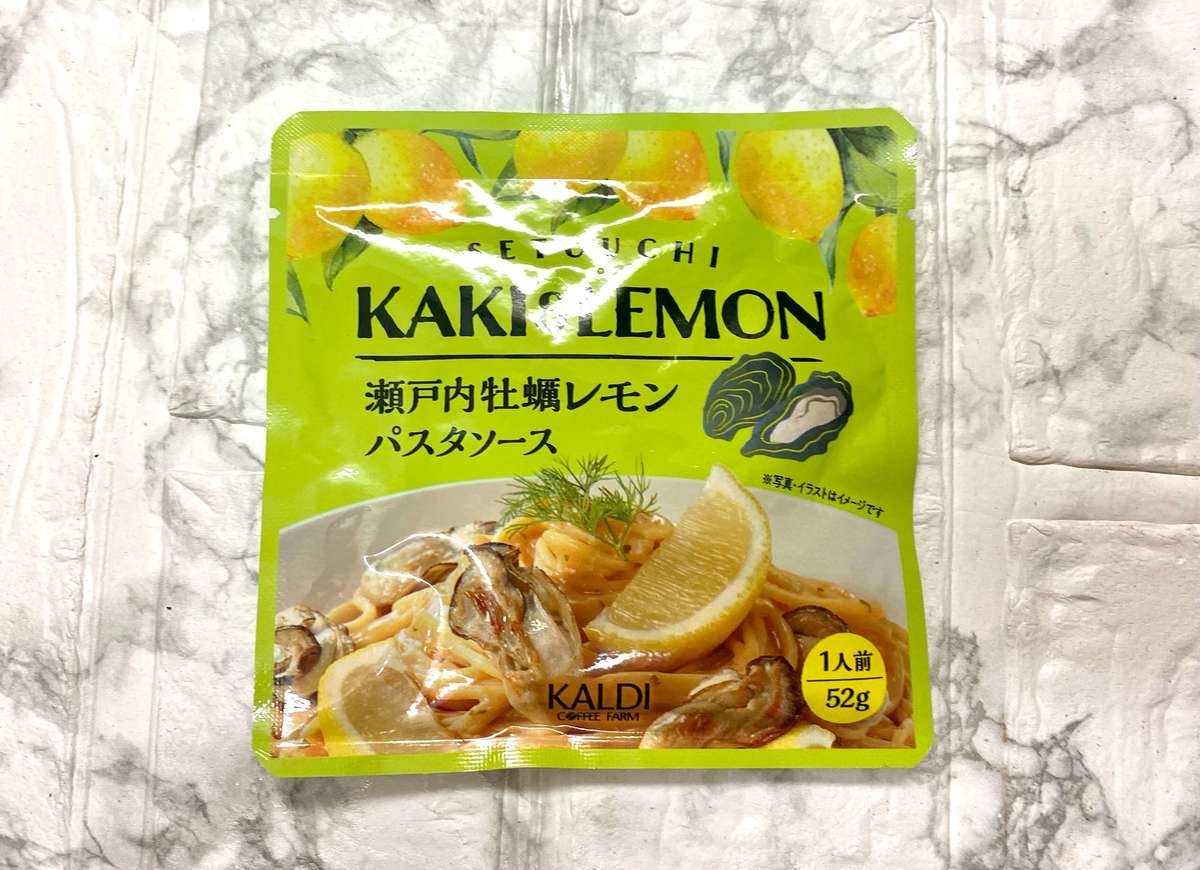 SETOUCHI
KAKI&LEMON
瀬戸内牡蠣レモン
パスタソース
※写真・イラストはイメージです
1人前
52g
KALDI
COFFEE FARM